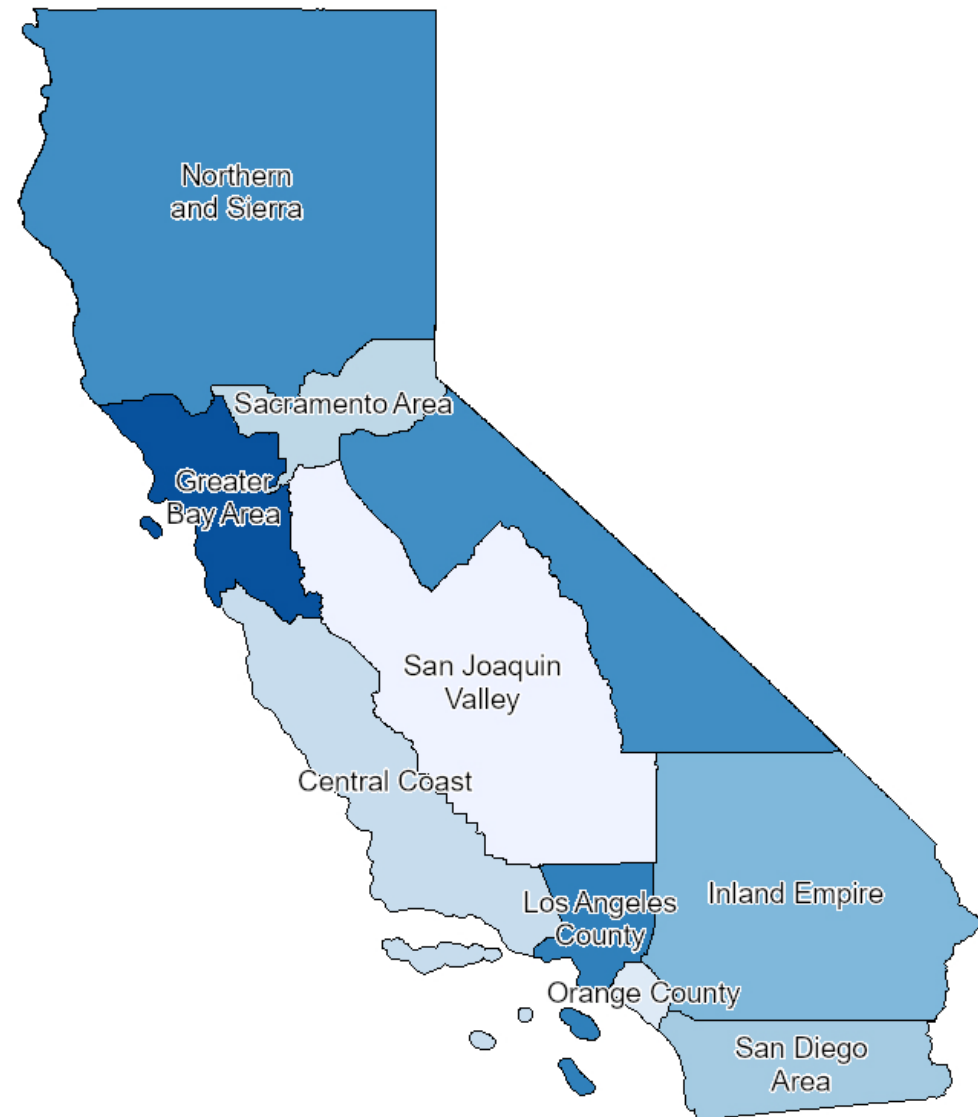 Northern
and Sierra
Sacramento Area
Greater
Bay Area
San Joaquin
Valley
Central Coast
Los Angeles
County
Inland Empire
Orange County
San Diego
Area